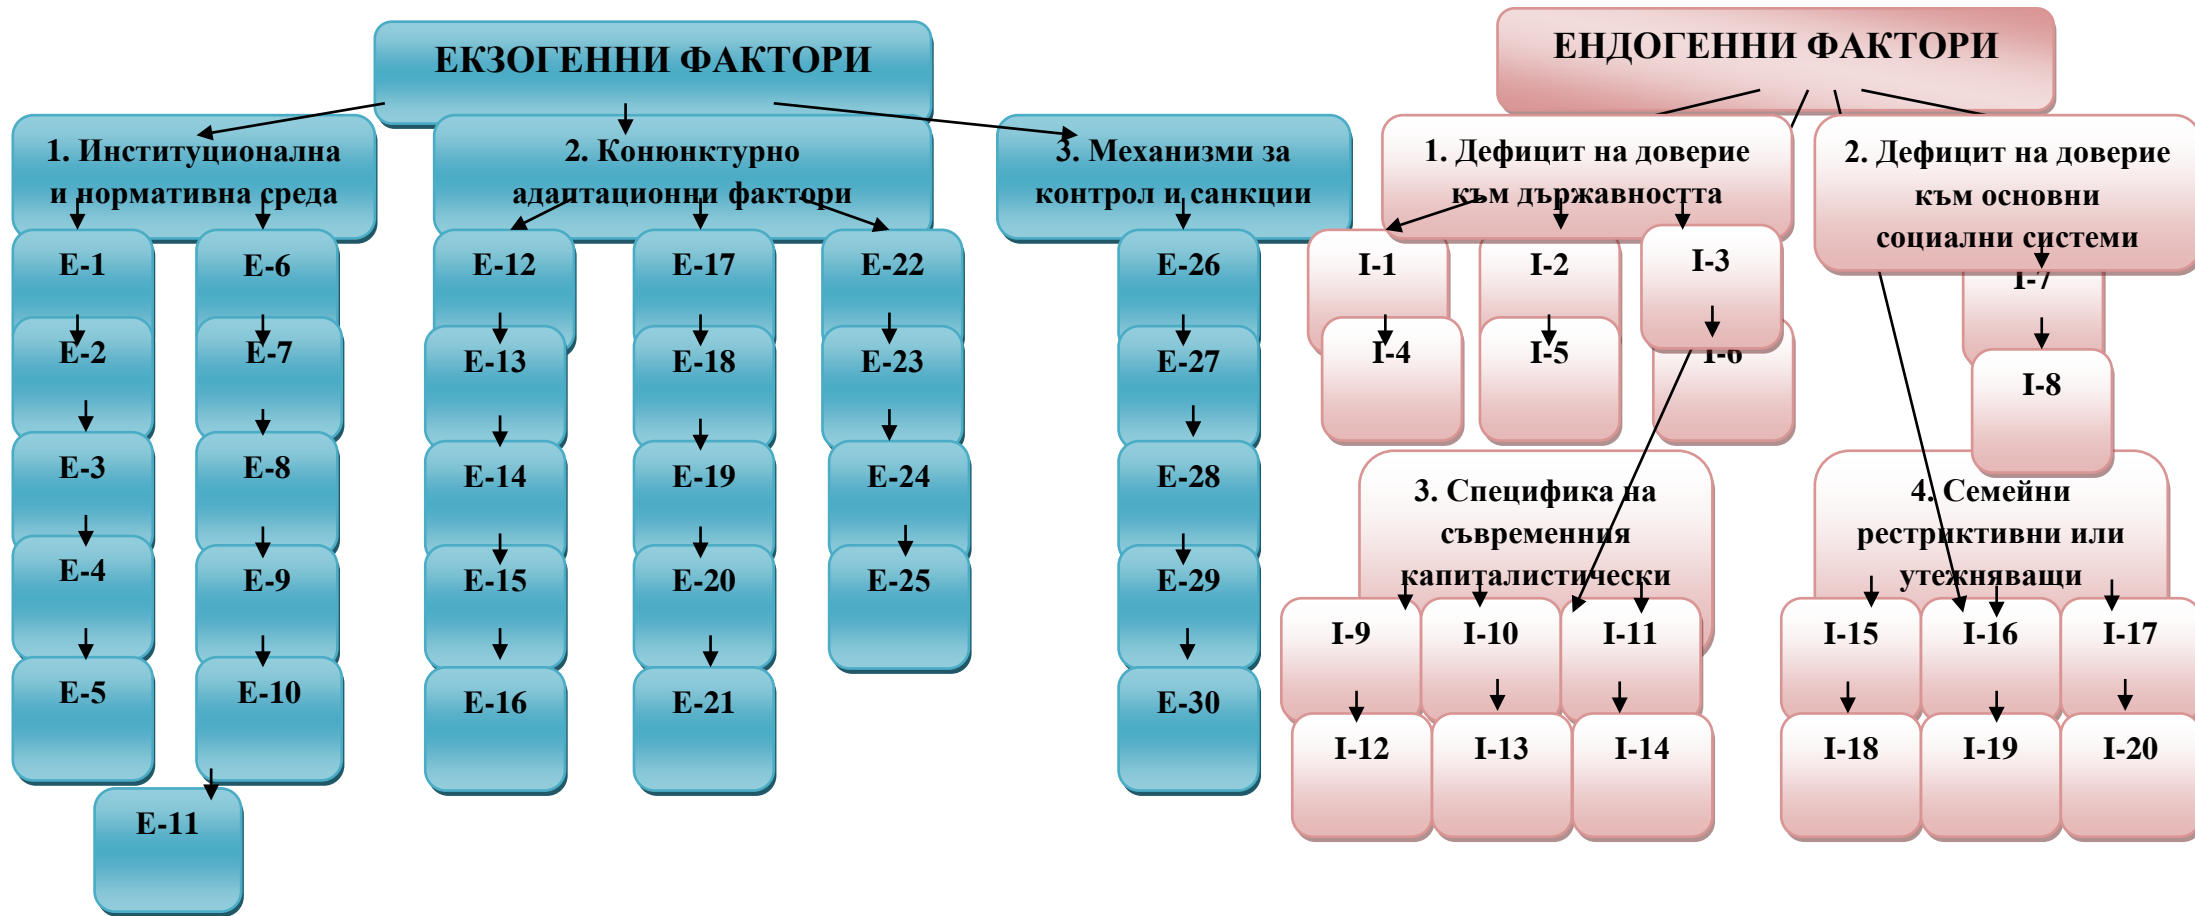 ЕКЗОГЕННИ ФАКТОРИ
1. Институционална
и нормативна среда
Е-1
Е-2
Е-3
Е-4
Е-5
Е-6
Е-7
Е-8
Е-9
Е-10
Е-11
2. Конюнктурно
адаптационни фактори
Е-12
Е-13
Е-14
Е-15
Е-16
Е-17
Е-18
Е-19
Е-20
Е-21
Е-22
Е-23
Е-24
Е-25
3. Механизми за
контрол и санкции
Е-26
Е-27
Е-28
Е-29
Е-30
ЕНДОГЕННИ ФАКТОРИ
1. Дефицит на доверие
към държавността
I-1
I-2
I-3
I-4
I-5
I-6
2. Дефицит на доверие
към основни
социални системи
I-7
I-8
3. Специфика на
съвременния
капиталистически
I-9
I-10
I-11
I-12
I-13
I-14
4. Семейни
рестриктивни или
утежняващи
I-15
I-16
I-17
I-18
I-19
I-20